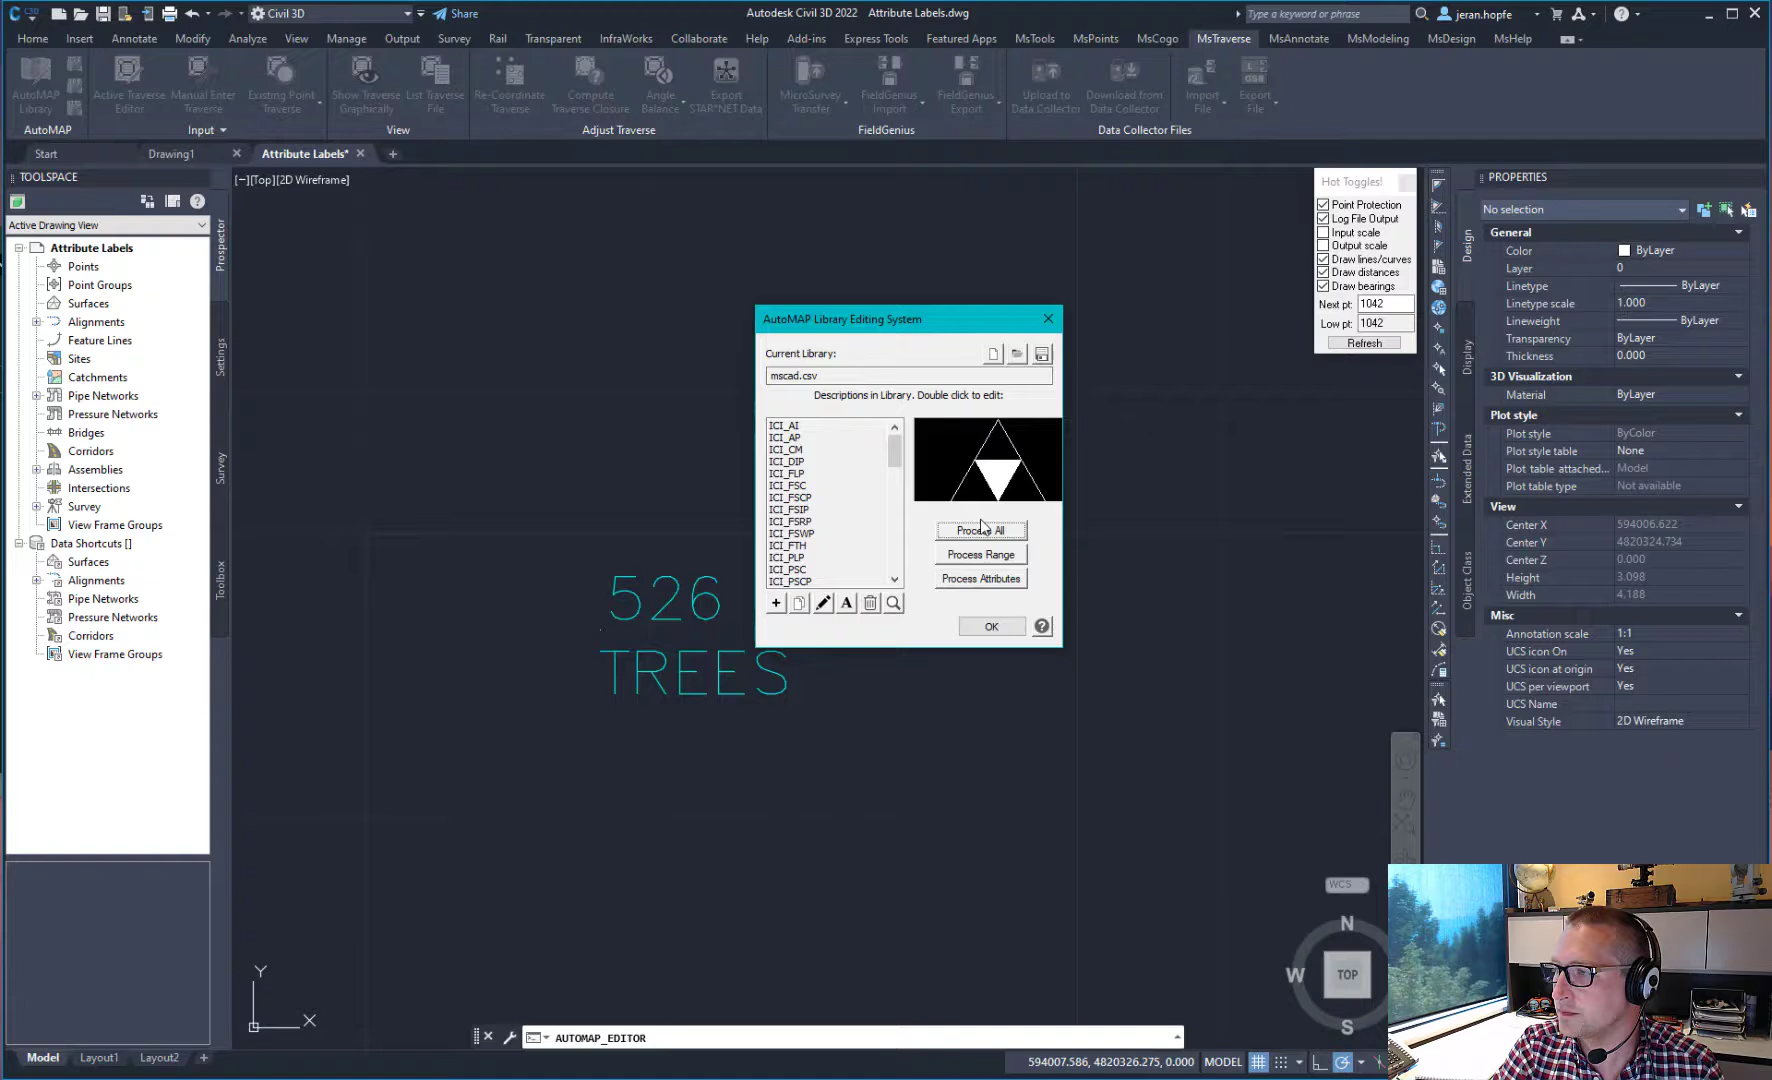 Civil 3D
Share
Autodesk Civil 3D 2022 Attribute Labels.dwg
Type a keyword or phrase
jeran.hopfe
Home Insert Annotate Modify Analyze View Manage Output Survey Rail Transparent InfraWorks Collaborate Help Add-ins Express Tools Featured Apps MsTools MsPoints MsCogo MsTraverse MsAnnotate MsModeling MsDesign MsHelp
AutoMAP Library
Active Traverse Editor
Manual Enter Traverse
Existing Point Traverse
Show Traverse Graphically
List Traverse File
Re-Coordinate Traverse
Compute Traverse Closure
Angle Balance
Export STAR*NET Data
MicroSurvey Transfer
FieldGenius Import
FieldGenius Export
Upload to Data Collector
Download from Data Collector
Import File
Export File
AutoMAP Input View Adjust Traverse FieldGenius Data Collector Files
Start Drawing1 Attribute Labels*
TOOLSPACE
Active Drawing View
Attribute Labels
Points
Point Groups
Surfaces
Alignments
Feature Lines
Sites
Catchments
Pipe Networks
Pressure Networks
Bridges
Corridors
Assemblies
Intersections
Survey
View Frame Groups
Data Shortcuts []
Surfaces
Alignments
Pipe Networks
Pressure Networks
Corridors
View Frame Groups
Prospector
Settings
Survey
Toolbox
[−][Top][2D Wireframe]
526
TREES
AutoMAP Library Editing System
Current Library:
mscad.csv
Descriptions in Library. Double click to edit:
ICI_AI
ICI_AP
ICI_CM
ICI_DIP
ICI_FLP
ICI_FSC
ICI_FSCP
ICI_FSIP
ICI_FSRP
ICI_FSWP
ICI_FTH
ICI_PLP
ICI_PSC
ICI_PSCP
Process All
Process Range
Process Attributes
A
OK
Hot Toggles!
Point Protection
Log File Output
Input scale
Output scale
Draw lines/curves
Draw distances
Draw bearings
Next pt: 1042
Low pt: 1042
Refresh
PROPERTIES
No selection
Design
Display
Extended Data
Object Class
General
Color ByLayer
Layer 0
Linetype ByLayer
Linetype scale 1.000
Lineweight ByLayer
Transparency ByLayer
Thickness 0.000
3D Visualization
Material ByLayer
Plot style
Plot style ByColor
Plot style table None
Plot table attached... Model
Plot table type Not available
View
Center X 594006.622
Center Y 4820324.734
Center Z 0.000
Height 3.098
Width 4.188
Misc
Annotation scale 1:1
UCS icon On Yes
UCS icon at origin Yes
UCS per viewport Yes
UCS Name
Visual Style 2D Wireframe
WCS
N
W TOP
S
Y
X
AUTOMAP_EDITOR
Model Layout1 Layout2
594007.586, 4820326.275, 0.000 MODEL